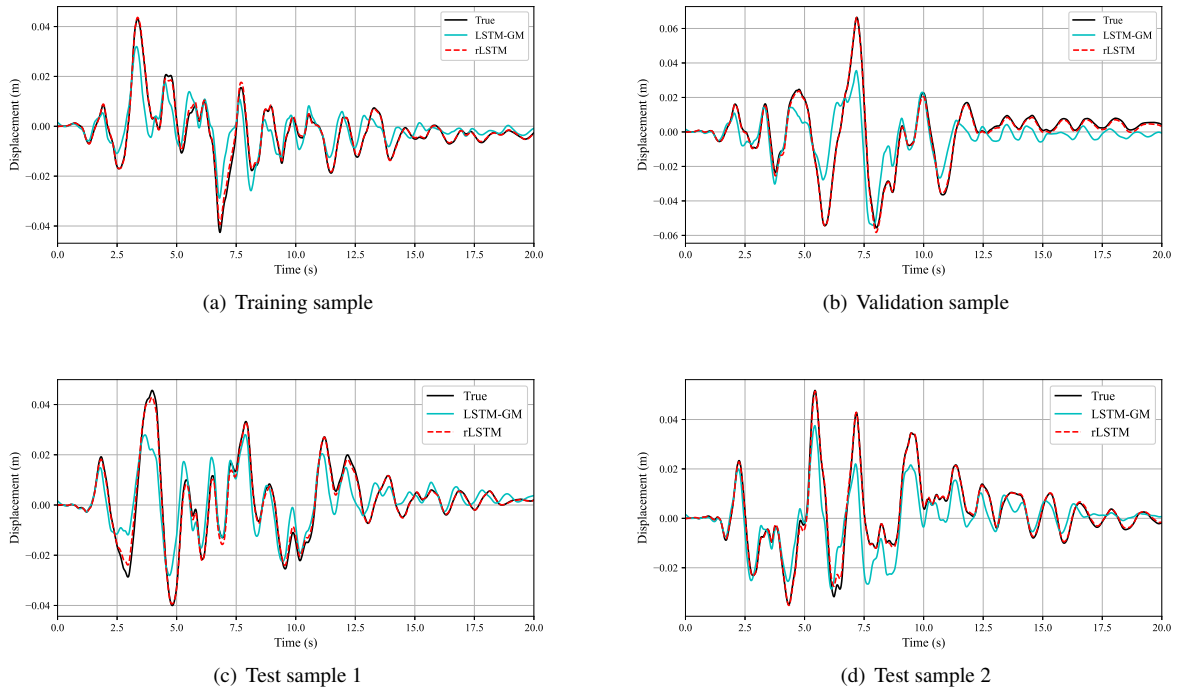 0.04
0.02
0.00
−0.02
−0.04
Displacement (m)
True
LSTM-GM
rLSTM
0.0 2.5 5.0 7.5 10.0 12.5 15.0 17.5 20.0
Time (s)
(a) Training sample
0.06
0.04
0.02
0.00
−0.02
−0.04
−0.06
Displacement (m)
True
LSTM-GM
rLSTM
0.0 2.5 5.0 7.5 10.0 12.5 15.0 17.5 20.0
Time (s)
(b) Validation sample
0.04
0.02
0.00
−0.02
−0.04
Displacement (m)
True
LSTM-GM
rLSTM
0.0 2.5 5.0 7.5 10.0 12.5 15.0 17.5 20.0
Time (s)
(c) Test sample 1
0.04
0.02
0.00
−0.02
Displacement (m)
True
LSTM-GM
rLSTM
0.0 2.5 5.0 7.5 10.0 12.5 15.0 17.5 20.0
Time (s)
(d) Test sample 2